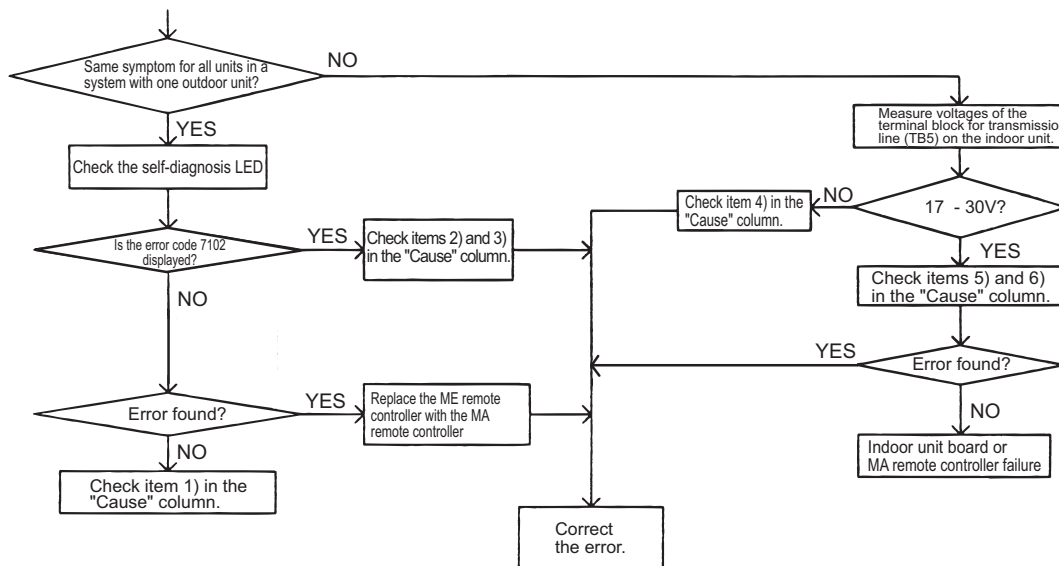 NO
Same symptom for all units in a
system with one outdoor unit?
YES
Check the self-diagnosis LED
Is the error code 7102
displayed?
YES
Check items 2) and 3)
in the "Cause" column.
NO
Error found?
YES
Replace the ME remote
controller with the MA
remote controller
NO
Check item 1) in the
"Cause" column.
Measure voltages of the
terminal block for transmissio
line (TB5) on the indoor unit.
17 - 30V?
NO
Check item 4) in the
"Cause" column.
YES
Check items 5) and 6)
in the "Cause" column.
YES
Error found?
NO
Indoor unit board or
MA remote controller failure
Correct
the error.